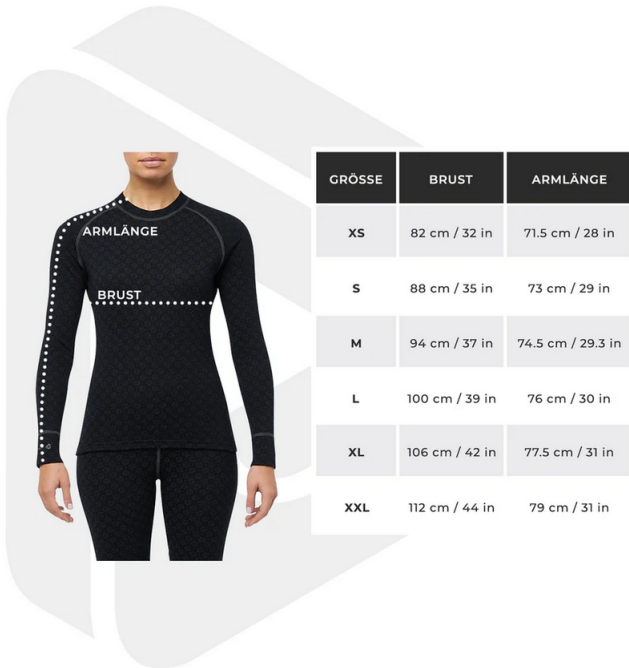 ARMLÄNGE
BRUST
GRÖSSE BRUST ARMLÄNGE
XS 82 cm / 32 in 71.5 cm / 28 in
S 88 cm / 35 in 73 cm / 29 in
M 94 cm / 37 in 74.5 cm / 29.3 in
L 100 cm / 39 in 76 cm / 30 in
XL 106 cm / 42 in 77.5 cm / 31 in
XXL 112 cm / 44 in 79 cm / 31 in